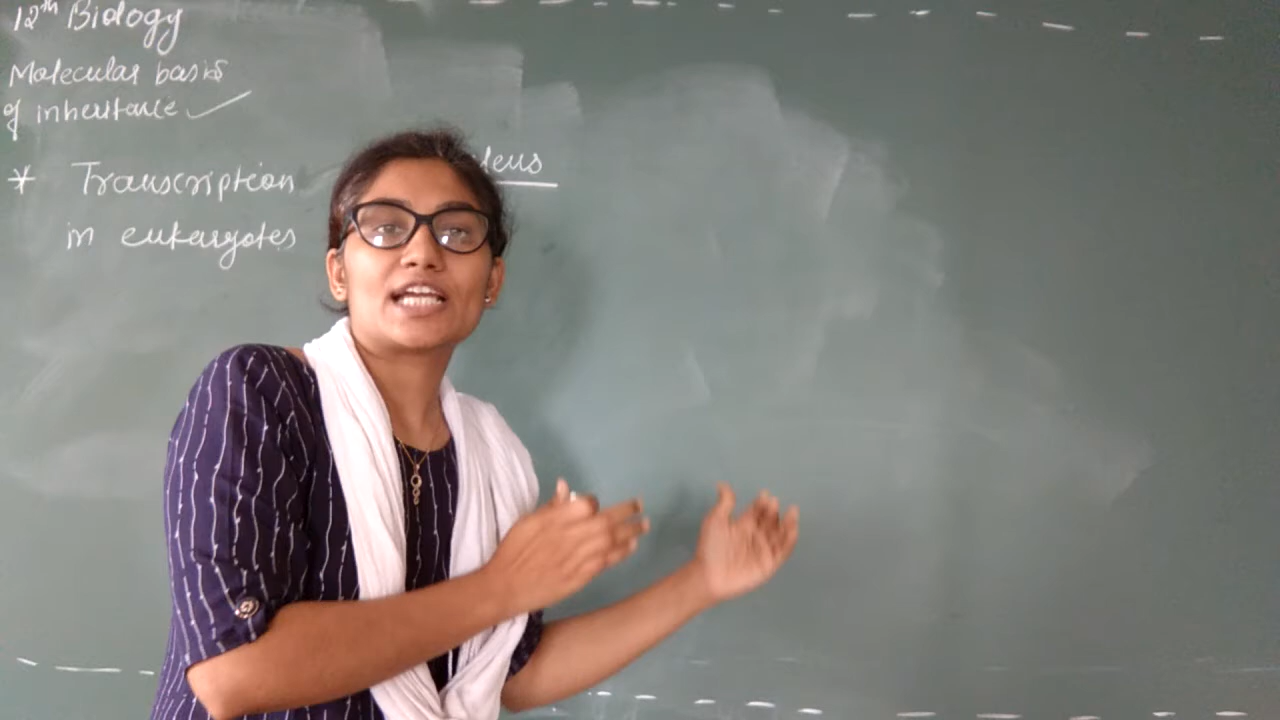 12th Biology
Molecular basis
of inheritance
* Transcription
in eukaryotes